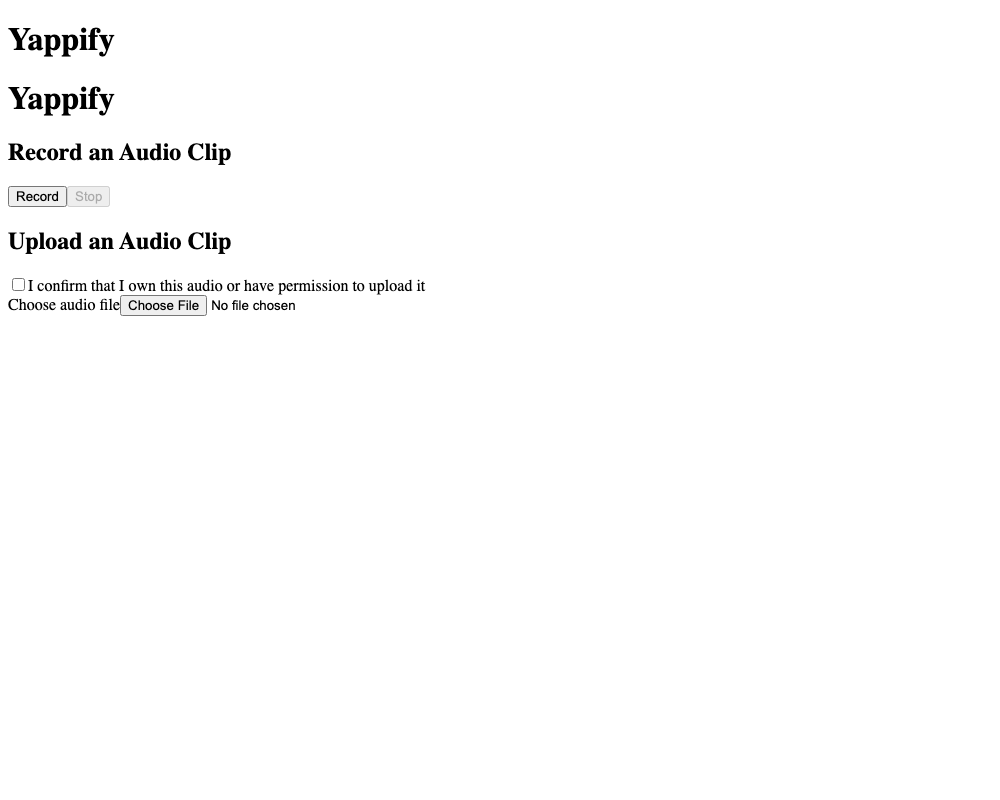 Yappify
Yappify
Record an Audio Clip
Record Stop
Upload an Audio Clip
I confirm that I own this audio or have permission to upload it
Choose audio file Choose File No file chosen